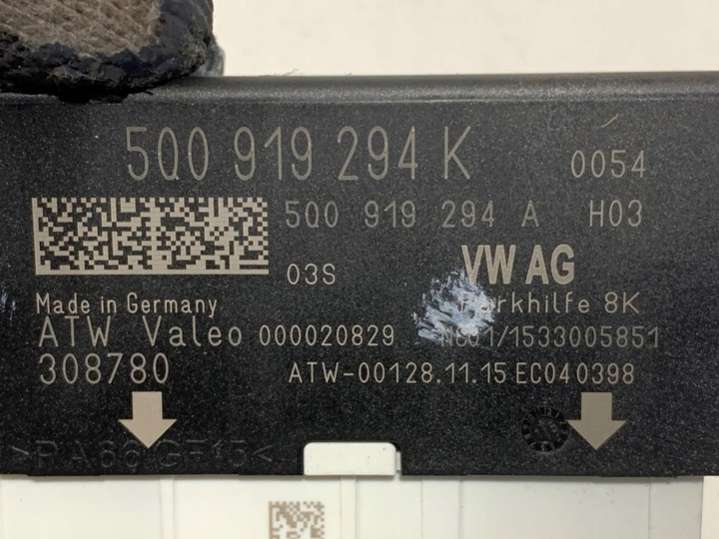 5Q0 919 294 K 0054
5Q0 919 294 A H03
03S VW AG
Made in Germany 8K
ATW Valeo 000020829 /1533005851
308780 ATW-00128.11.15 EC040398